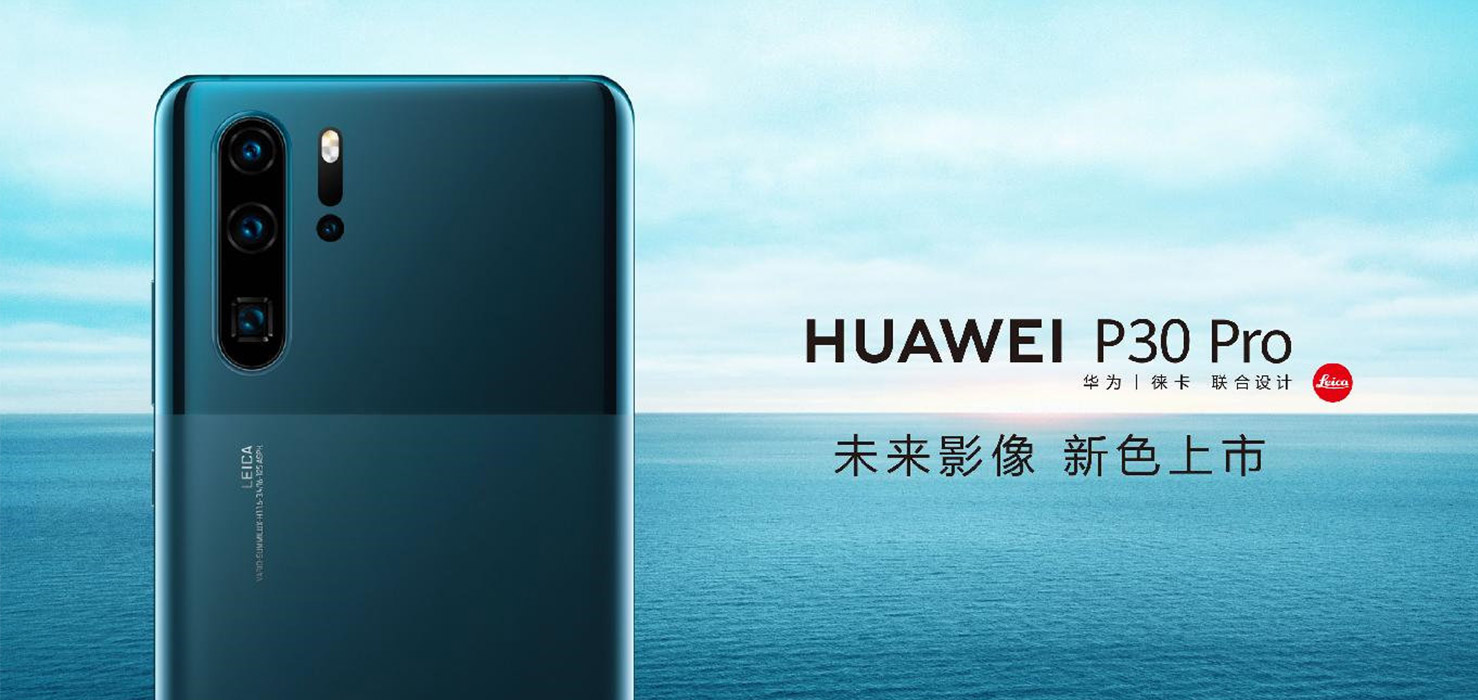 HUAWEI P30 Pro
华为 | 徕卡 联合设计
Leica
未来影像 新色上市
LEICA
VARIO-SUMMILUX-H 1:1.6-3.4/16-125 ASPH.